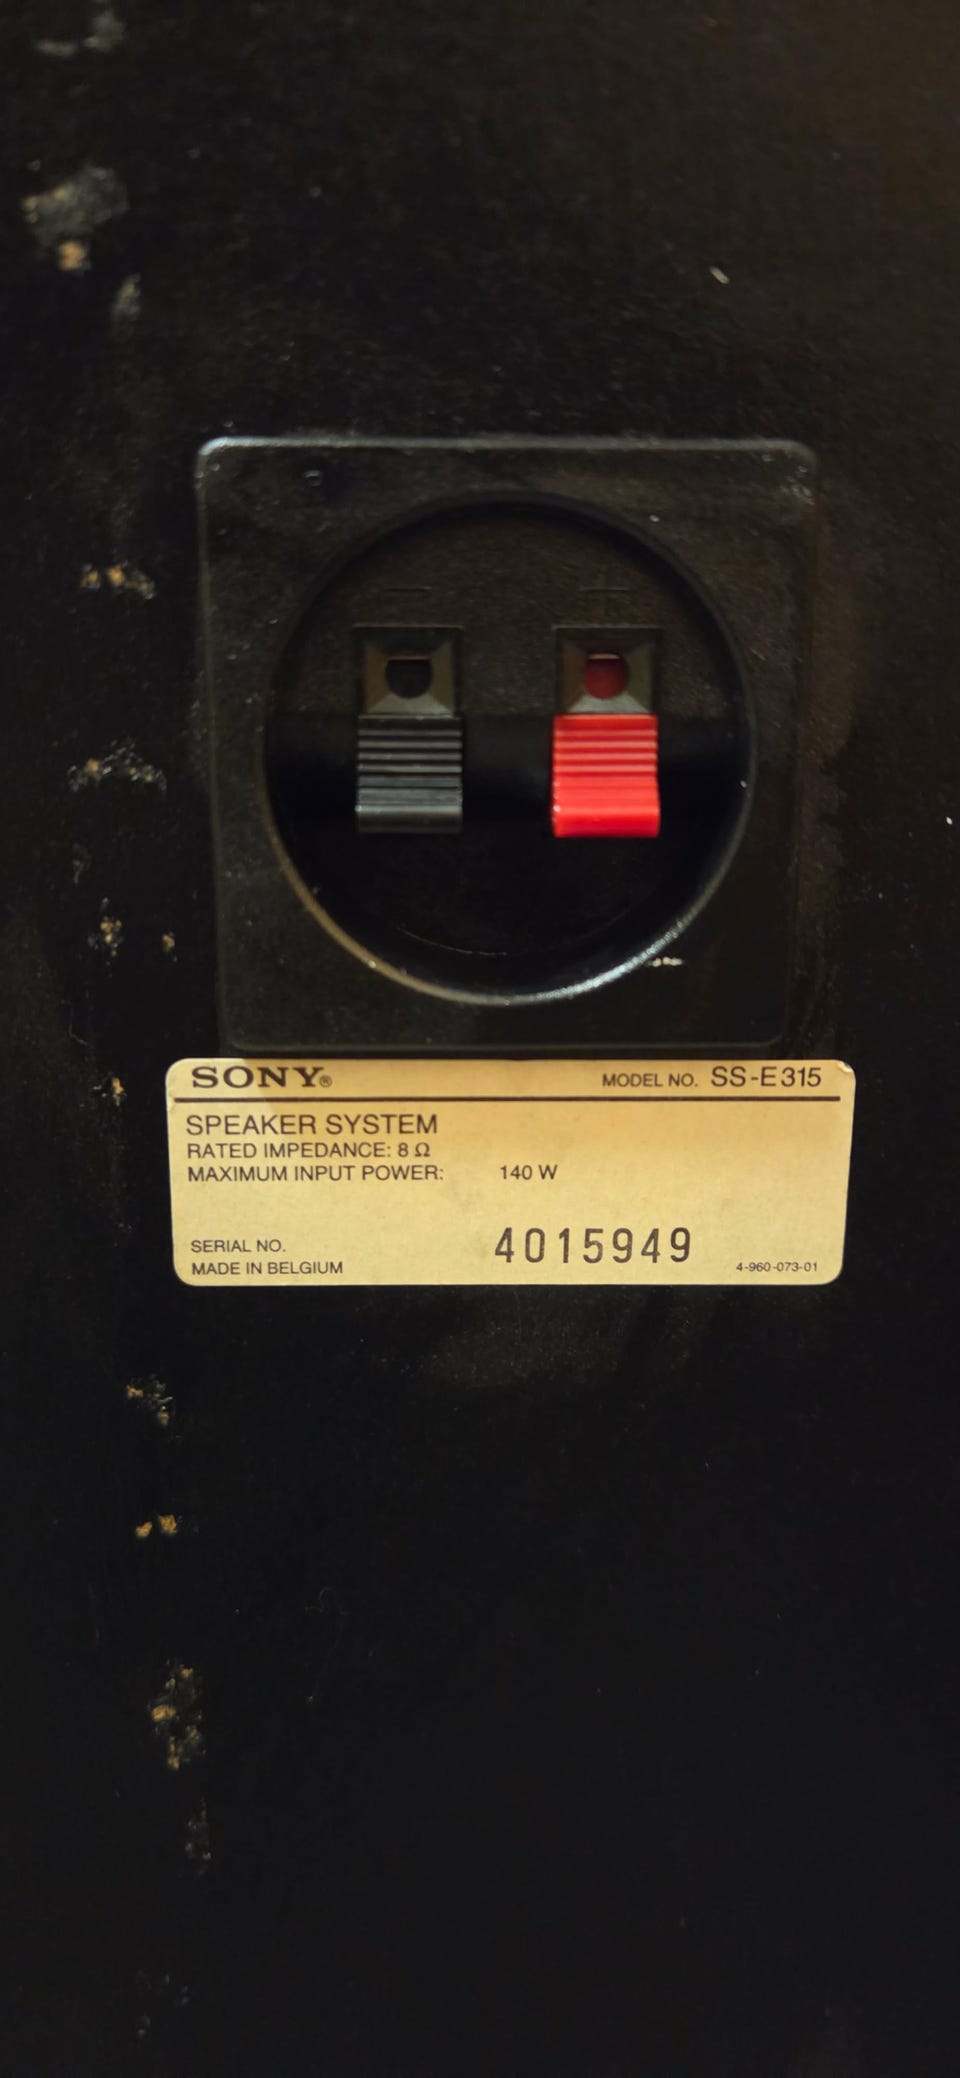 − +
SONY® MODEL NO. SS-E315
SPEAKER SYSTEM
RATED IMPEDANCE: 8 Ω
MAXIMUM INPUT POWER: 140 W
SERIAL NO. 4015949
MADE IN BELGIUM 4-960-073-01